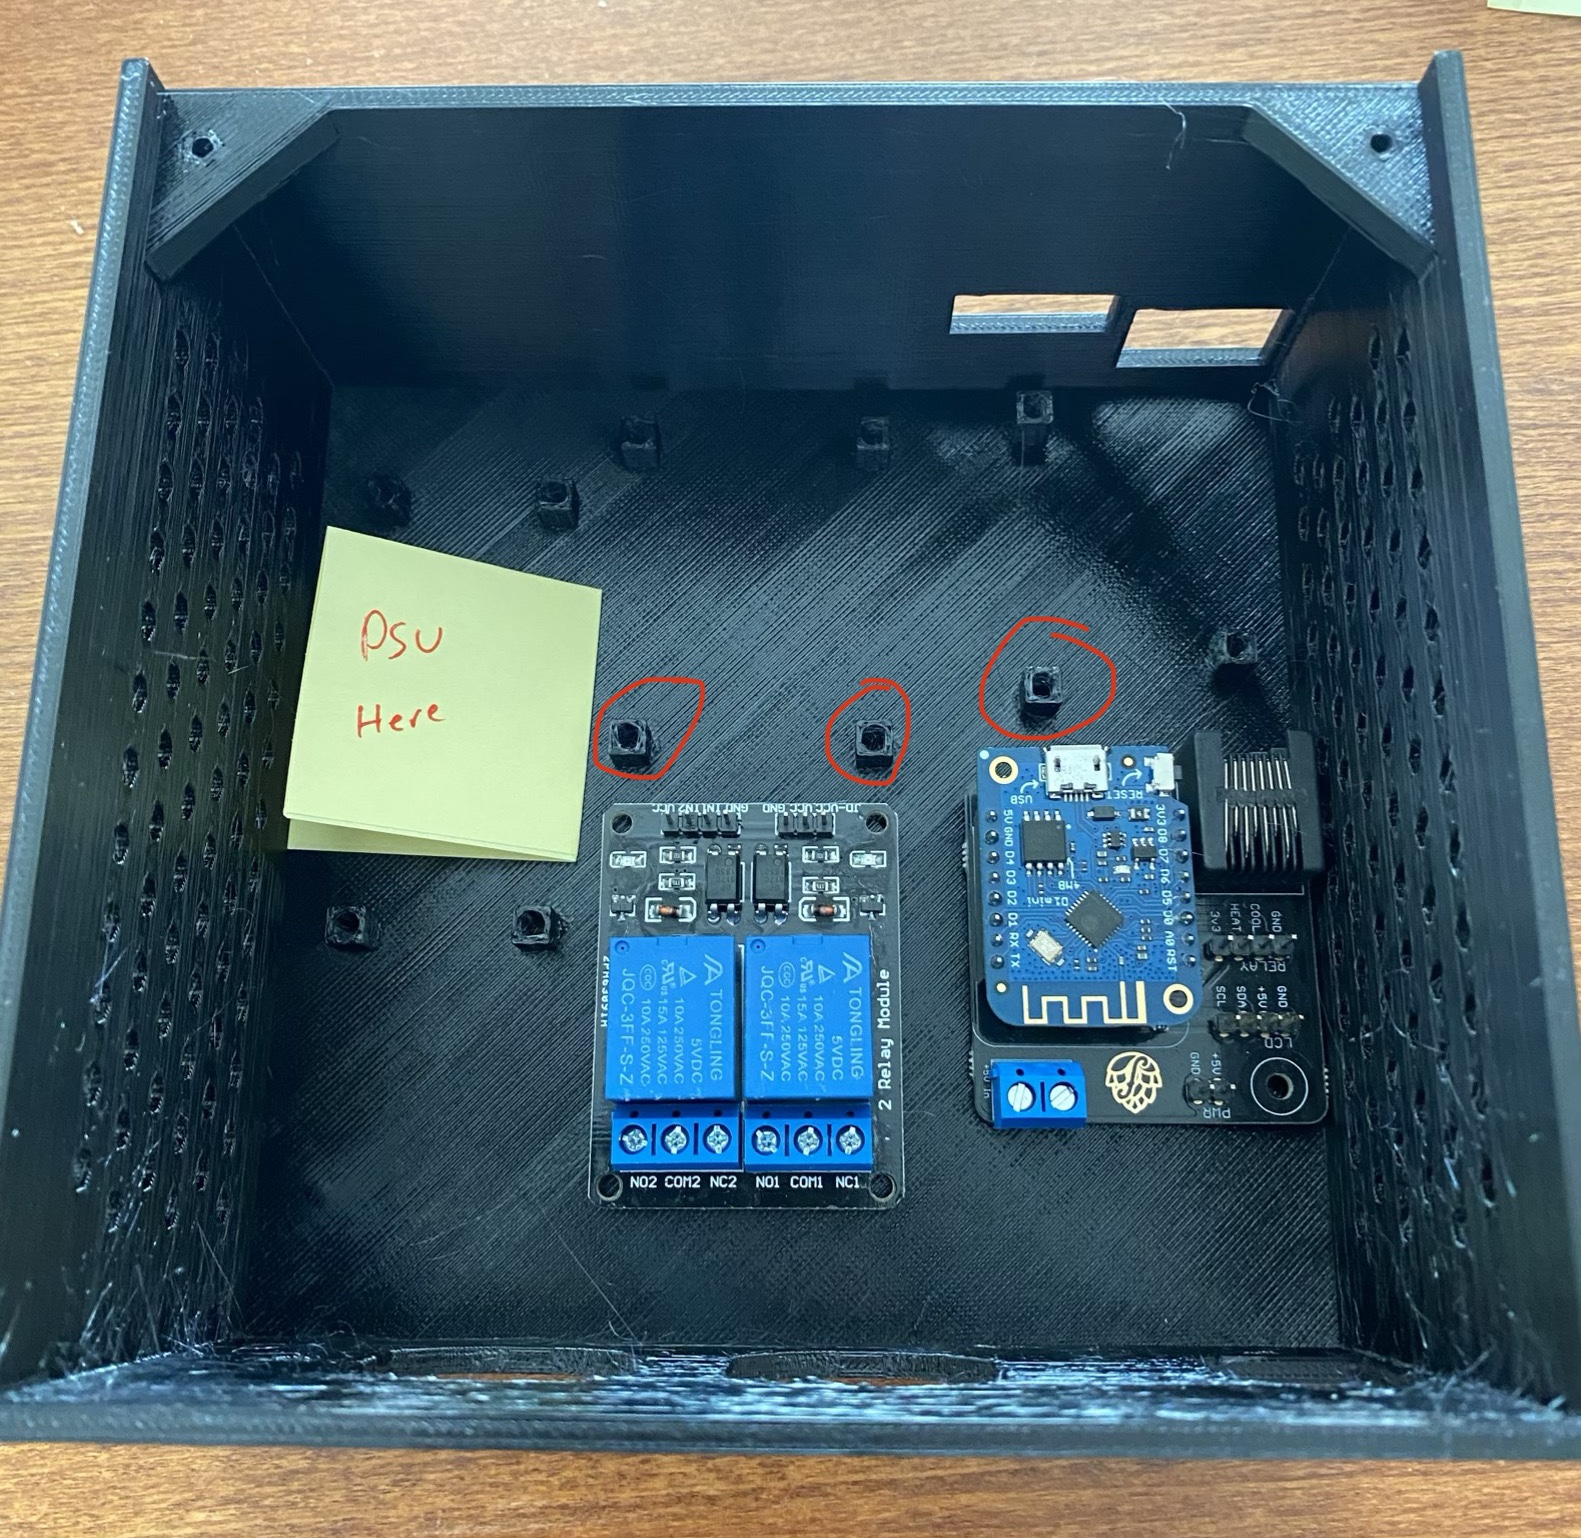 PSU
Here
JD-VCC VCC GND
GND IN1 IN2 VCC
TONGLING
5VDC
10A 250VAC
15A 125VAC
10A 250VAC
JQC-3FF-S-Z
TONGLING
5VDC
10A 250VAC
15A 125VAC
10A 250VAC
JQC-3FF-S-Z
2 Relay Module
NO2 COM2 NC2 NO1 COM1 NC1
USB
RESET
5V GND D4 D3 D2 D1 RX TX
3V3 D8 D7 D6 D5 D0 A0 RST
4MB
D1 mini
3V3 HEAT COOL GND
RELAY
SCL SDA +5V GND
LCD
GND +5V
PWR